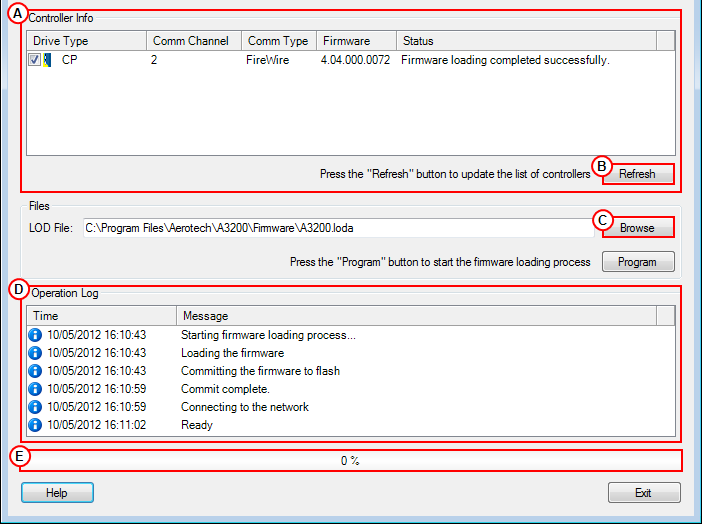 A
Controller Info
Drive Type Comm Channel Comm Type Firmware Status
CP 2 FireWire 4.04.000.0072 Firmware loading completed successfully.
B
Press the "Refresh" button to update the list of controllers Refresh
Files
C
LOD File: C:\Program Files\Aerotech\A3200\Firmware\A3200.loda Browse
Press the "Program" button to start the firmware loading process Program
D
Operation Log
Time Message
10/05/2012 16:10:43 Starting firmware loading process...
10/05/2012 16:10:43 Loading the firmware
10/05/2012 16:10:43 Committing the firmware to flash
10/05/2012 16:10:59 Commit complete.
10/05/2012 16:10:59 Connecting to the network
10/05/2012 16:11:02 Ready
E
0 %
Help Exit